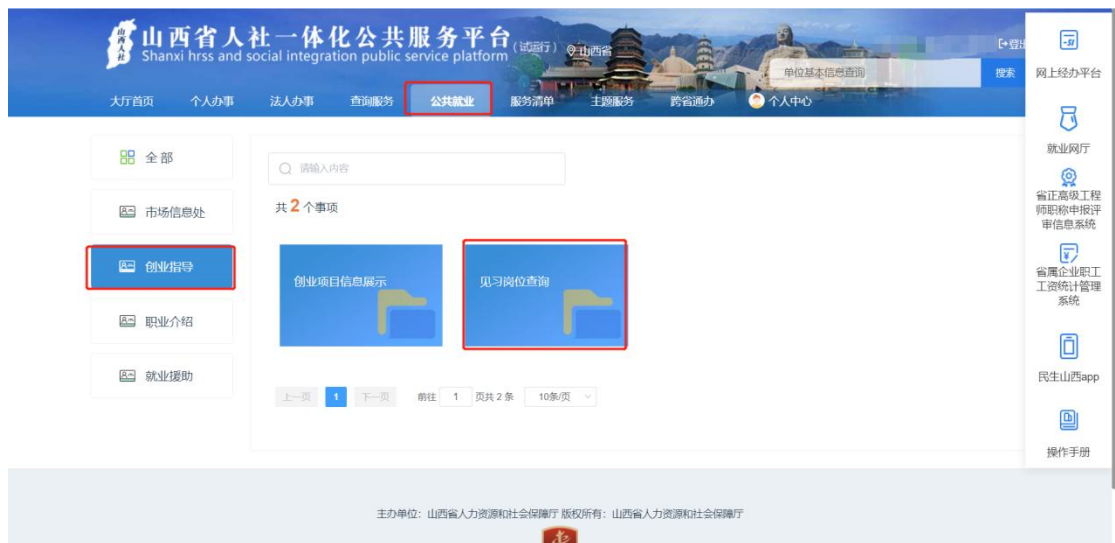 山西人社
山西省人社一体化公共服务平台(试运行)
Shanxi hrss and social integration public service platform
山西省
登出
单位基本信息查询
搜索
大厅首页
个人办事
法人办事
查询服务
公共就业
服务清单
主题服务
跨省通办
个人中心
全部
市场信息处
创业指导
职业介绍
就业援助
请输入内容
共2个事项
创业项目信息展示
见习岗位查询
上一页 1 下一页 前往 1 页共 2 条 10条/页
网上经办平台
就业网厅
省正高级工程
师职称申报评
审信息系统
省属企业职工
工资统计管理
系统
民生山西app
操作手册
主办单位：山西省人力资源和社会保障厅 版权所有：山西省人力资源和社会保障厅